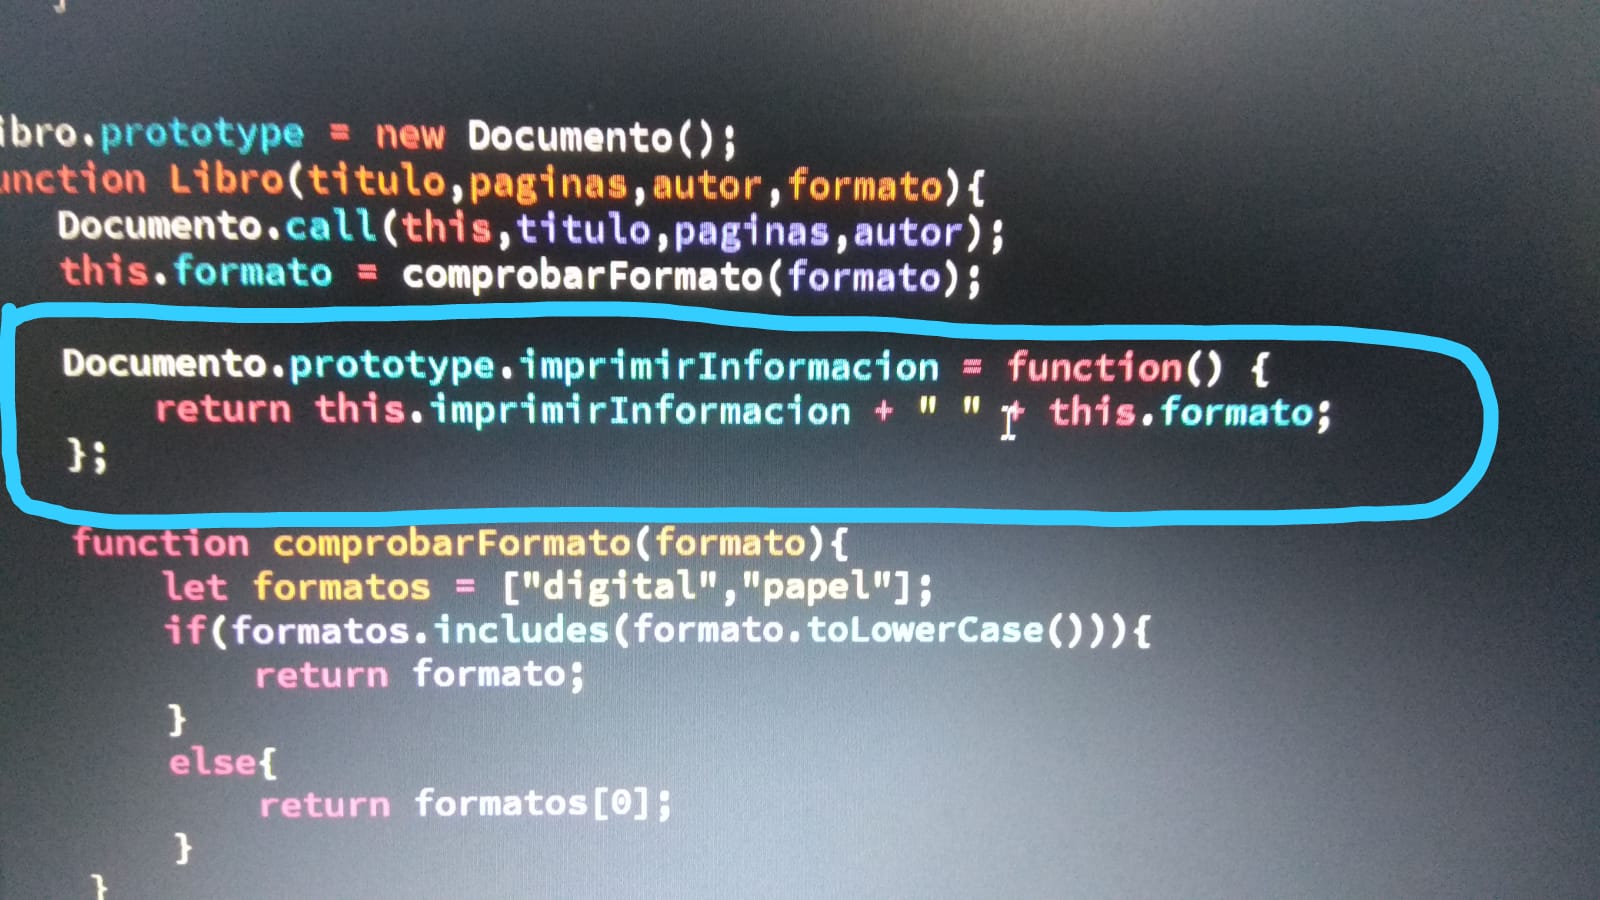 ibro.prototype = new Documento();
unction Libro(titulo,paginas,autor,formato){
Documento.call(this,titulo,paginas,autor);
this.formato = comprobarFormato(formato);
Documento.prototype.imprimirInformacion = function() {
return this.imprimirInformacion + " " + this.formato;
};
function comprobarFormato(formato){
let formatos = ["digital","papel"];
if(formatos.includes(formato.toLowerCase())){
return formato;
}
else{
return formatos[0];
}
}